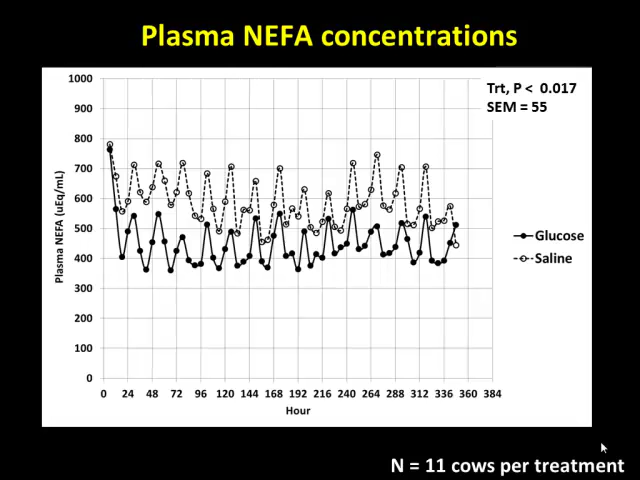 Plasma NEFA concentrations
Trt, P < 0.017
SEM = 55
1000
900
800
700
600
500
400
300
200
100
0
Plasma NEFA (uEq/mL)
0 24 48 72 96 120 144 168 192 216 240 264 288 312 336 360 384
Hour
Glucose
Saline
N = 11 cows per treatment